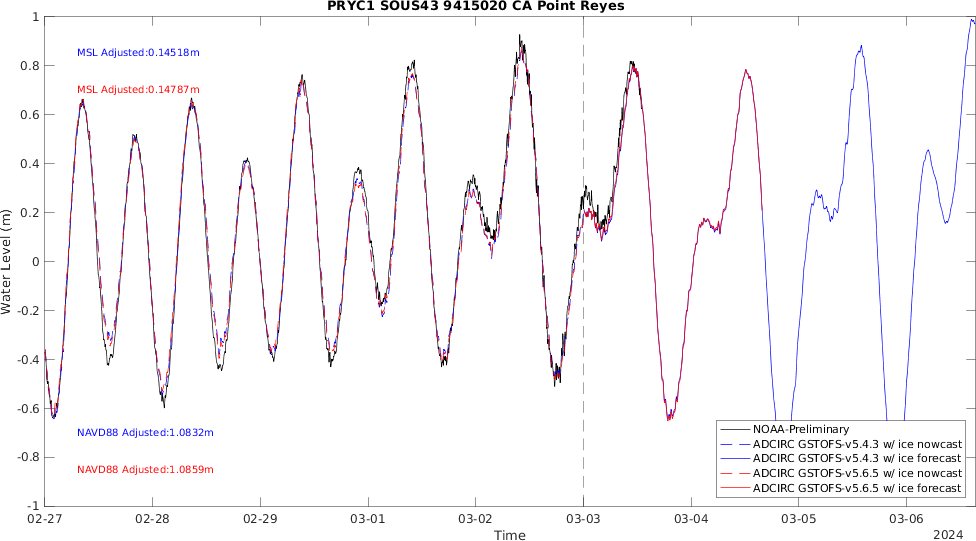 PRYC1 SOUS43 9415020 CA Point Reyes
1
0.8
0.6
0.4
0.2
0
-0.2
-0.4
-0.6
-0.8
-1
Water Level (m)
MSL Adjusted:0.14518m
MSL Adjusted:0.14787m
NAVD88 Adjusted:1.0832m
NAVD88 Adjusted:1.0859m
NOAA-Preliminary
ADCIRC GSTOFS-v5.4.3 w/ ice nowcast
ADCIRC GSTOFS-v5.4.3 w/ ice forecast
ADCIRC GSTOFS-v5.6.5 w/ ice nowcast
ADCIRC GSTOFS-v5.6.5 w/ ice forecast
02-27 02-28 02-29 03-01 03-02 03-03 03-04 03-05 03-06
Time
2024